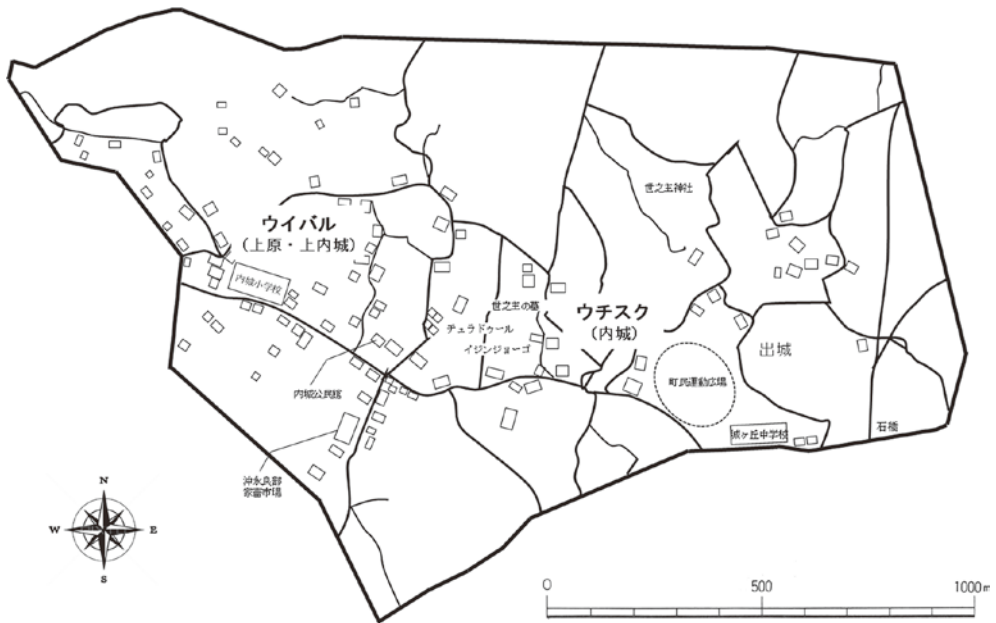 世之主神社
ウイバル
(上原・上内城)
内城小学校
世之主の墓
チュラドゥール
イジンジョーゴ
ウチスク
(内城)
出城
町民運動広場
内城公民館
城ヶ丘中学校
石橋
沖永良部
家畜市場
N
W
E
S
0
500
1000m